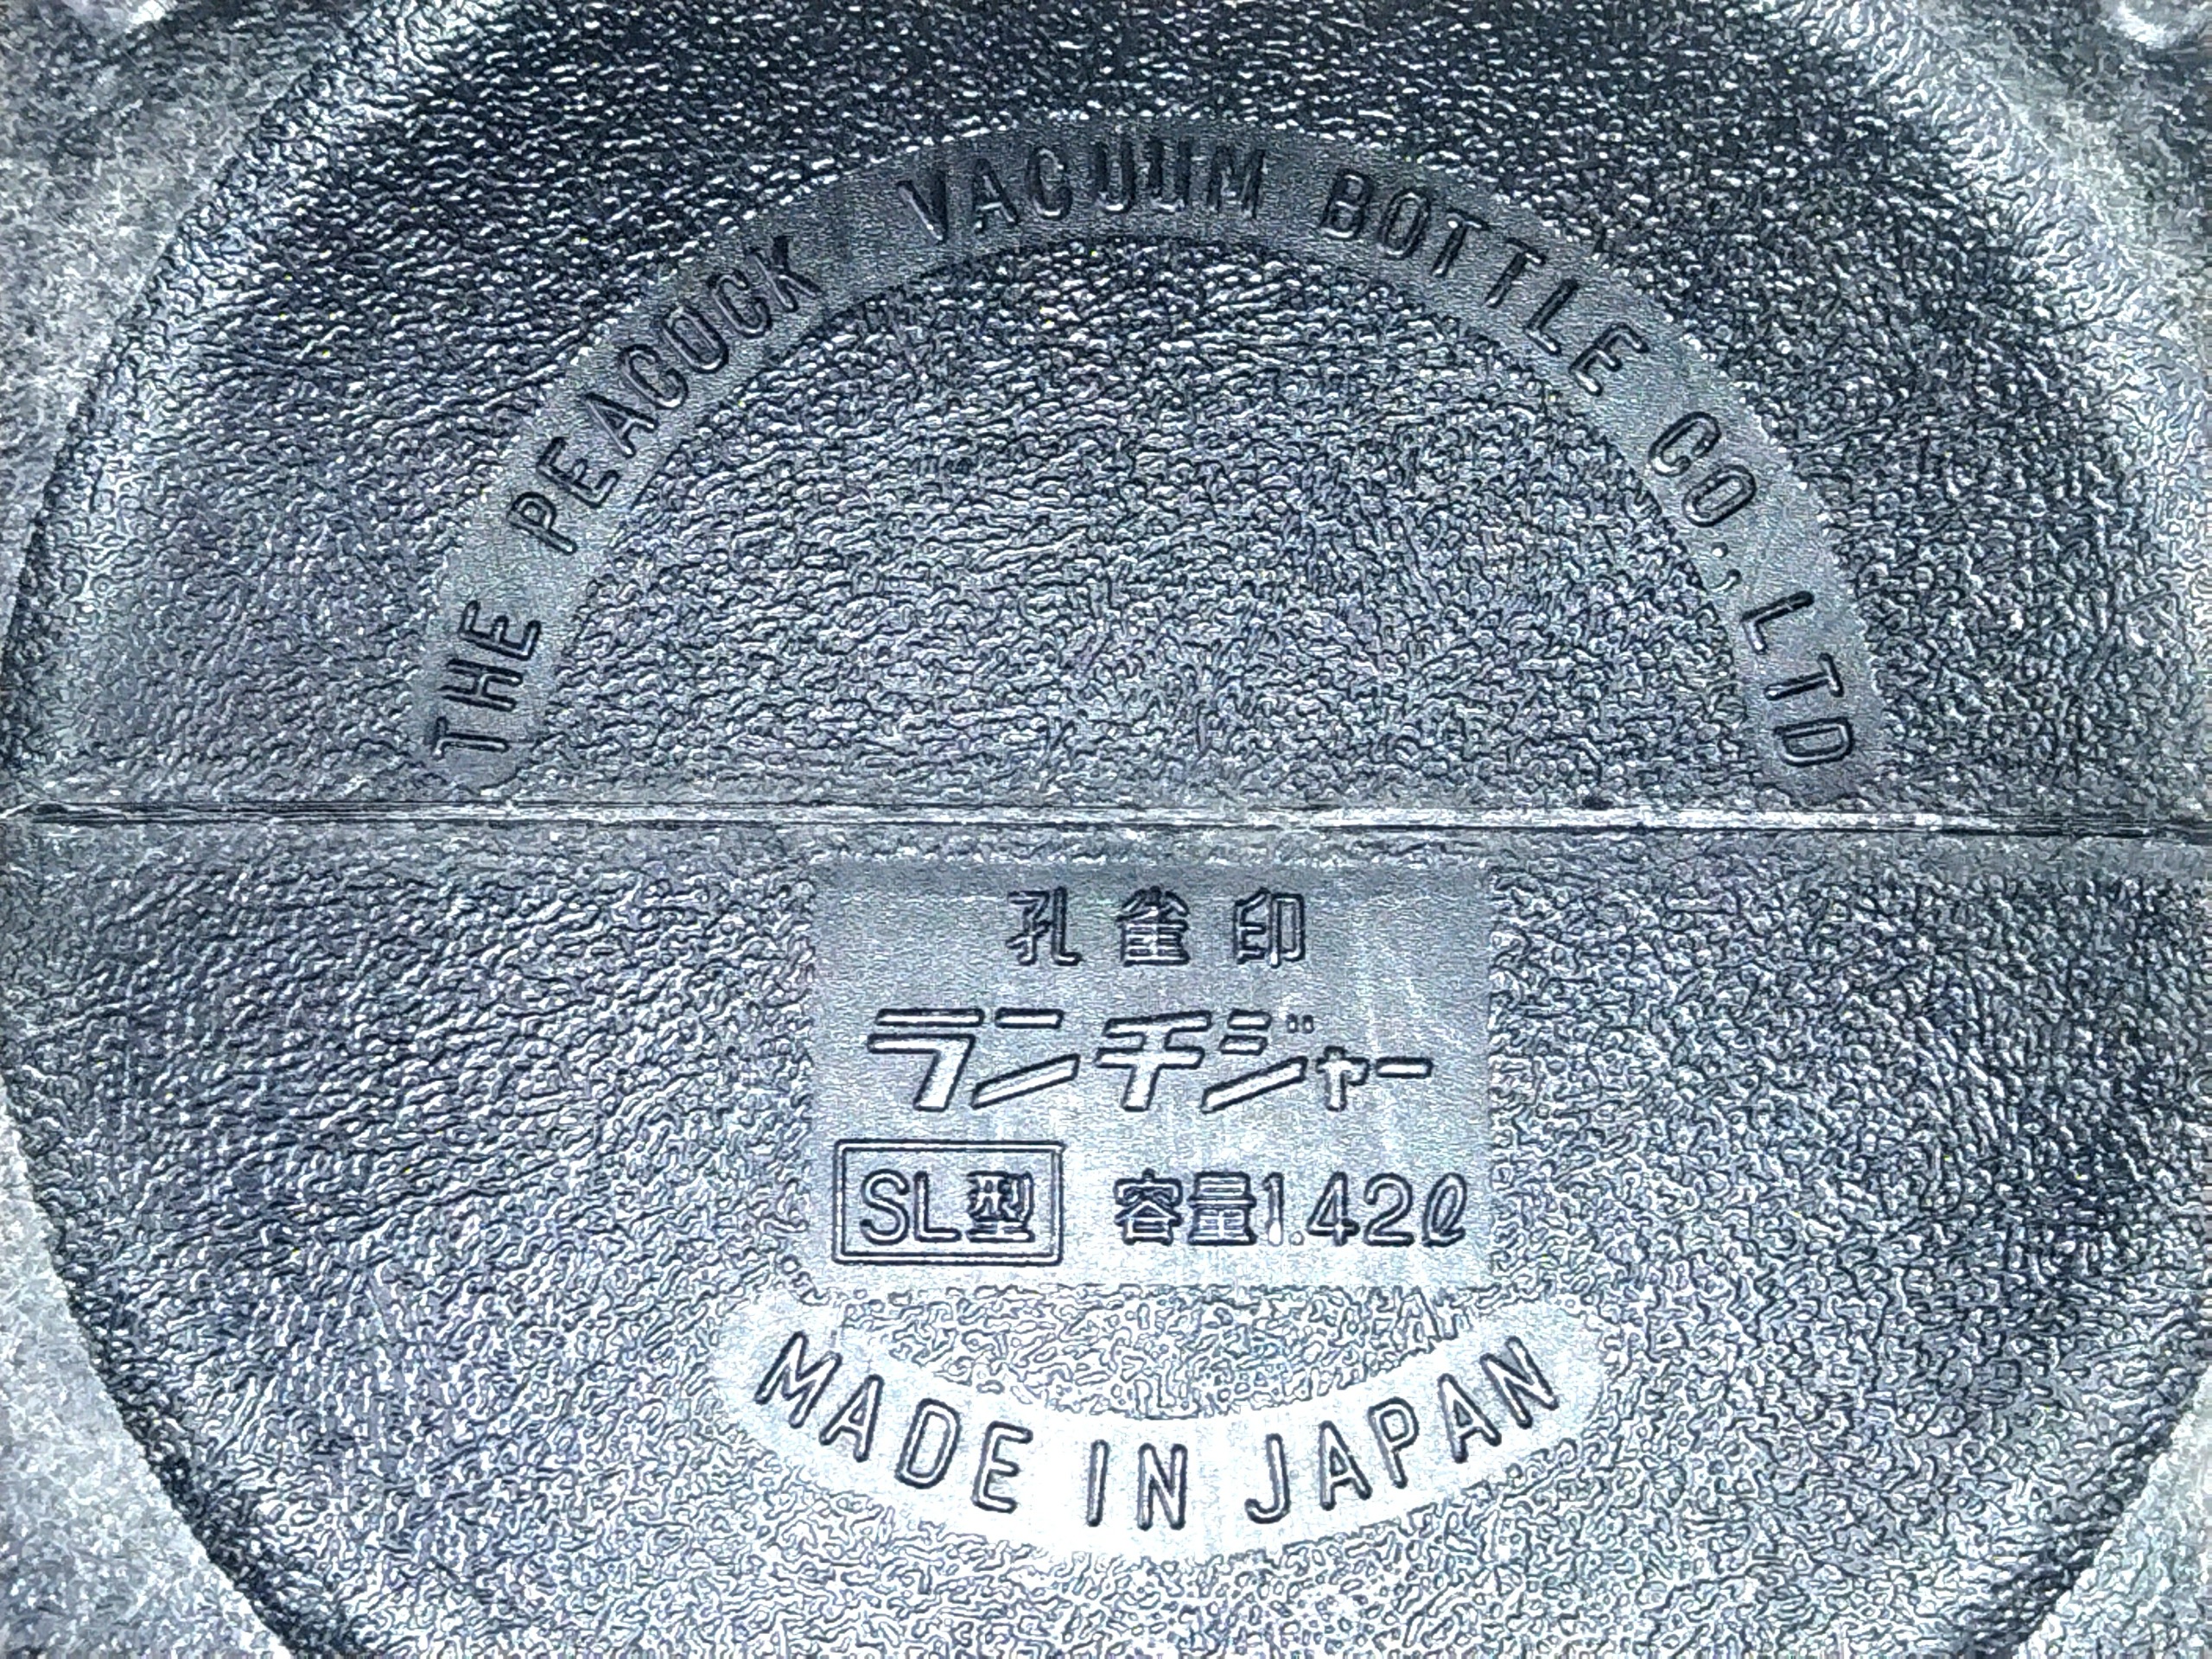 THE PEACOCK VACUUM BOTTLE CO., LTD
孔雀印
ランチジャー
SL型 容量1.42ℓ
MADE IN JAPAN